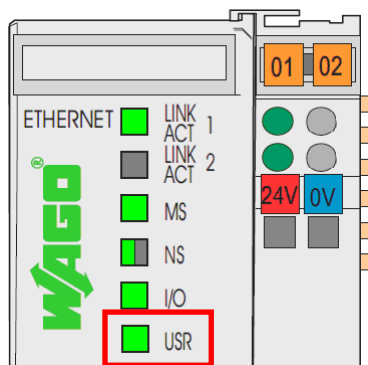 01 02
ETHERNET
LINK
ACT 1
LINK
ACT 2
24V 0V
MS
NS
I/O
USR
WAGO
®